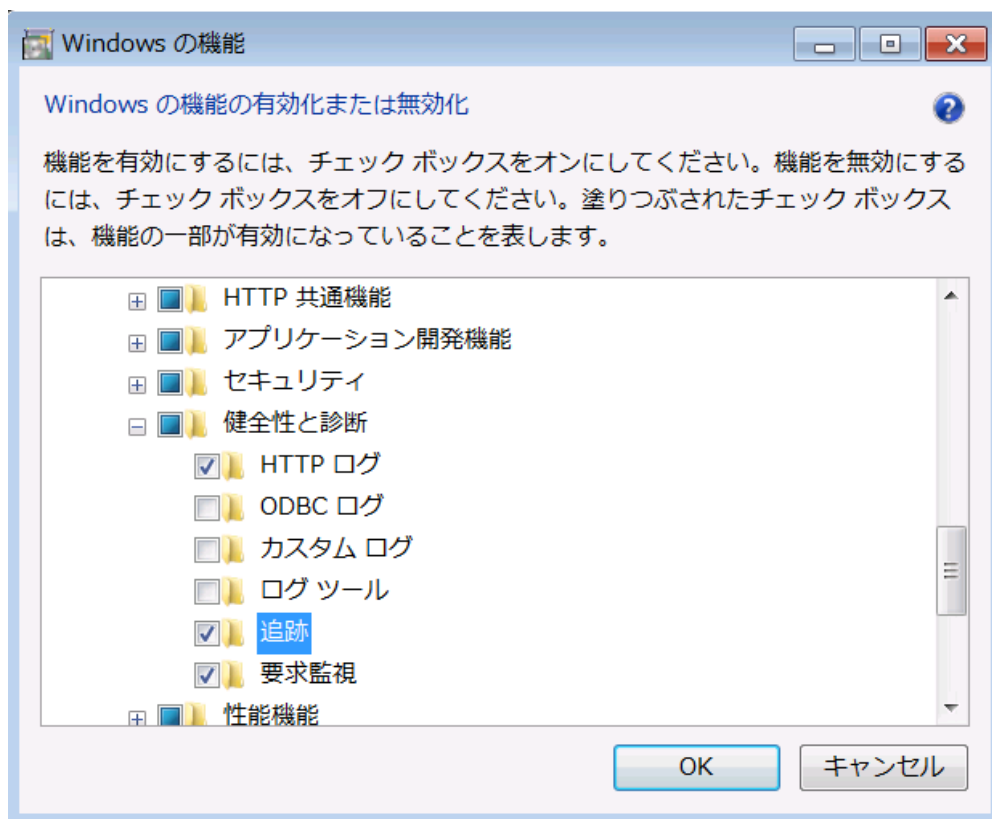 Windows の機能
Windows の機能の有効化または無効化
機能を有効にするには、チェック ボックスをオンにしてください。機能を無効にする
には、チェック ボックスをオフにしてください。塗りつぶされたチェック ボックス
は、機能の一部が有効になっていることを表します。
HTTP 共通機能
アプリケーション開発機能
セキュリティ
健全性と診断
HTTP ログ
ODBC ログ
カスタム ログ
ログ ツール
追跡
要求監視
性能機能
OK
キャンセル